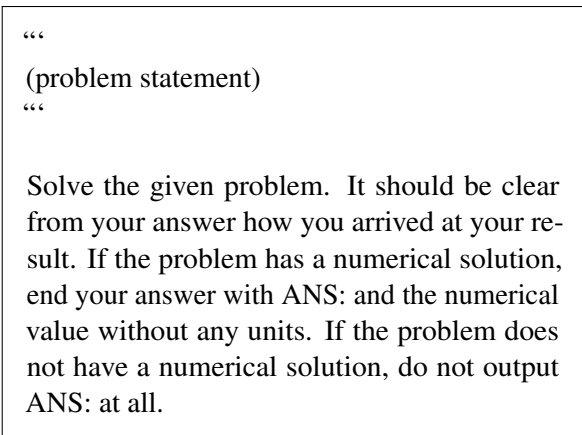 “‘
(problem statement)
“‘
Solve the given problem. It should be clear
from your answer how you arrived at your re-
sult. If the problem has a numerical solution,
end your answer with ANS: and the numerical
value without any units. If the problem does
not have a numerical solution, do not output
ANS: at all.